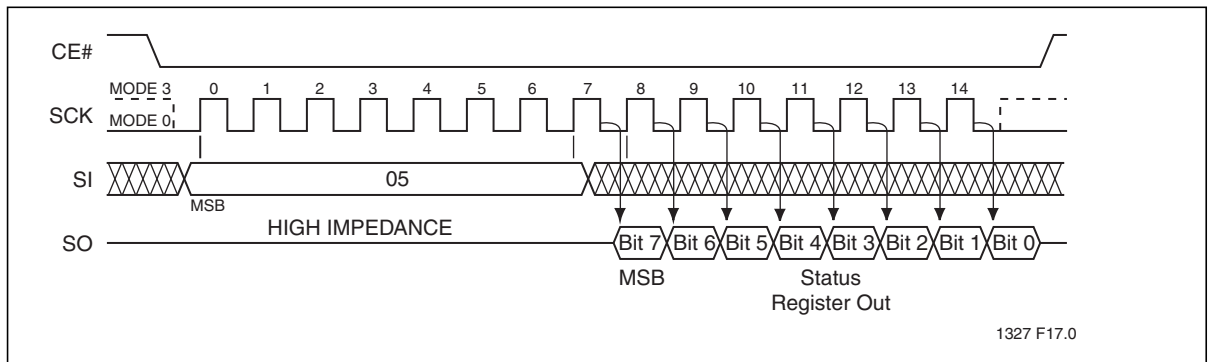 CE#
MODE 3 0 1 2 3 4 5 6 7 8 9 10 11 12 13 14
SCK
MODE 0
SI 05
MSB
HIGH IMPEDANCE
SO Bit 7 Bit 6 Bit 5 Bit 4 Bit 3 Bit 2 Bit 1 Bit 0
MSB Status
Register Out
1327 F17.0